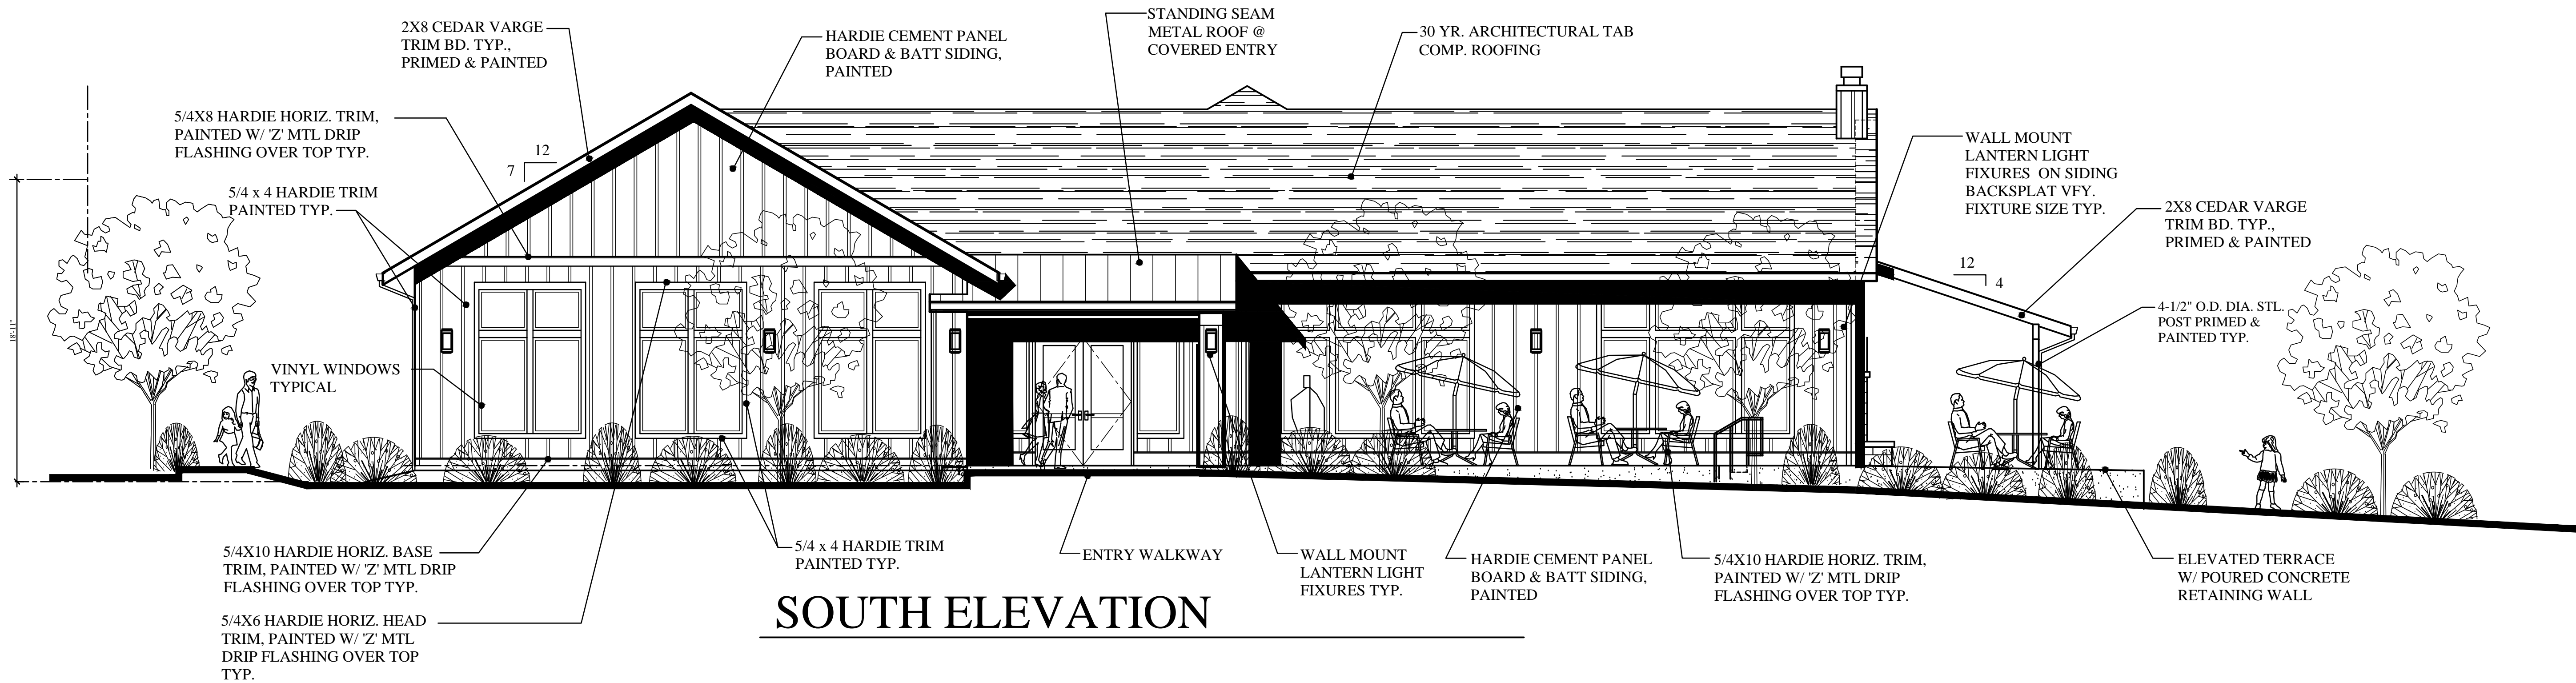 2X8 CEDAR VARGE
TRIM BD. TYP.,
PRIMED & PAINTED
HARDIE CEMENT PANEL
BOARD & BATT SIDING,
PAINTED
STANDING SEAM
METAL ROOF @
COVERED ENTRY
30 YR. ARCHITECTURAL TAB
COMP. ROOFING
5/4X8 HARDIE HORIZ. TRIM,
PAINTED W/ 'Z' MTL DRIP
FLASHING OVER TOP TYP.
12
7
5/4 x 4 HARDIE TRIM
PAINTED TYP.
WALL MOUNT
LANTERN LIGHT
FIXTURES ON SIDING
BACKSPLAT VFY.
FIXTURE SIZE TYP.
2X8 CEDAR VARGE
TRIM BD. TYP.,
PRIMED & PAINTED
12
4
4-1/2" O.D. DIA. STL.
POST PRIMED &
PAINTED TYP.
18'-11"
VINYL WINDOWS
TYPICAL
5/4X10 HARDIE HORIZ. BASE
TRIM, PAINTED W/ 'Z' MTL DRIP
FLASHING OVER TOP TYP.
5/4X6 HARDIE HORIZ. HEAD
TRIM, PAINTED W/ 'Z' MTL
DRIP FLASHING OVER TOP
TYP.
5/4 x 4 HARDIE TRIM
PAINTED TYP.
ENTRY WALKWAY
WALL MOUNT
LANTERN LIGHT
FIXURES TYP.
HARDIE CEMENT PANEL
BOARD & BATT SIDING,
PAINTED
5/4X10 HARDIE HORIZ. TRIM,
PAINTED W/ 'Z' MTL DRIP
FLASHING OVER TOP TYP.
ELEVATED TERRACE
W/ POURED CONCRETE
RETAINING WALL
SOUTH ELEVATION